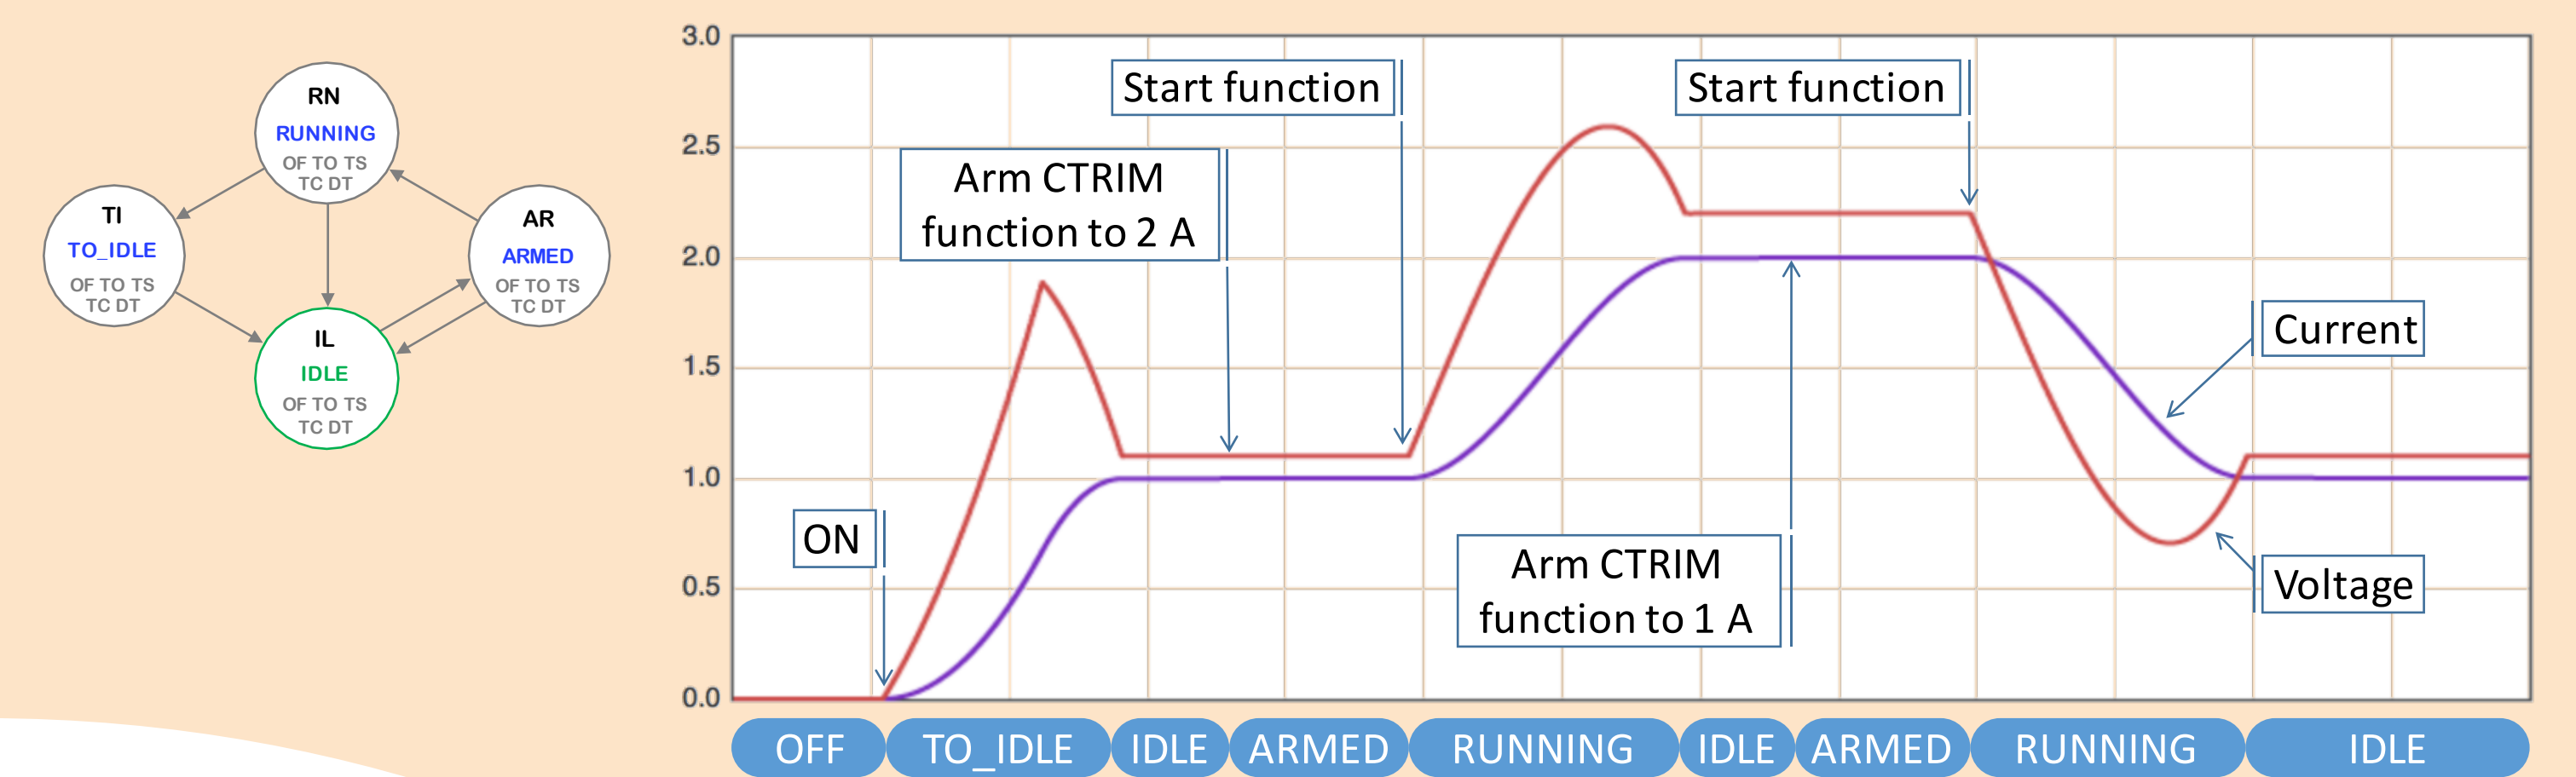 RN
RUNNING
OF TO TS
TC DT
TI
TO_IDLE
OF TO TS
TC DT
AR
ARMED
OF TO TS
TC DT
IL
IDLE
OF TO TS
TC DT
3.0
2.5
2.0
1.5
1.0
0.5
0.0
ON
Arm CTRIM
function to 2 A
Start function
Start function
Arm CTRIM
function to 1 A
Current
Voltage
OFF
TO_IDLE
IDLE
ARMED
RUNNING
IDLE
ARMED
RUNNING
IDLE